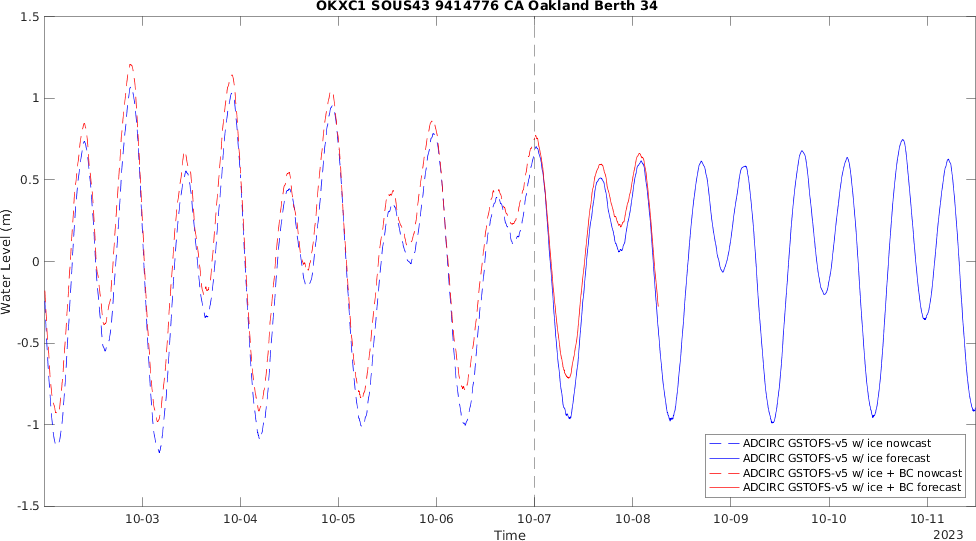 OKXC1 SOUS43 9414776 CA Oakland Berth 34
1.5
1
0.5
0
-0.5
-1
-1.5
Water Level (m)
10-03 10-04 10-05 10-06 10-07 10-08 10-09 10-10 10-11
Time
2023
ADCIRC GSTOFS-v5 w/ ice nowcast
ADCIRC GSTOFS-v5 w/ ice forecast
ADCIRC GSTOFS-v5 w/ ice + BC nowcast
ADCIRC GSTOFS-v5 w/ ice + BC forecast